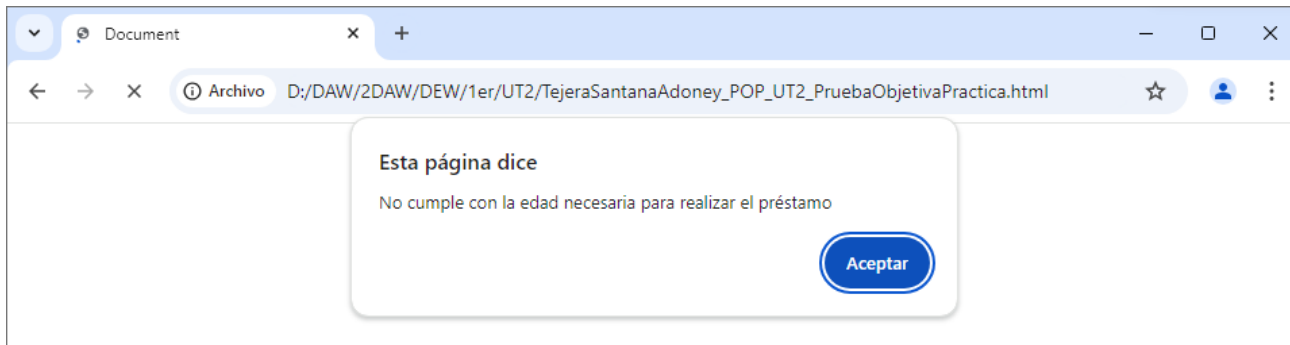 Document
Archivo D:/DAW/2DAW/DEW/1er/UT2/TejeraSantanaAdoney_POP_UT2_PruebaObjetivaPractica.html
Esta página dice
No cumple con la edad necesaria para realizar el préstamo
Aceptar